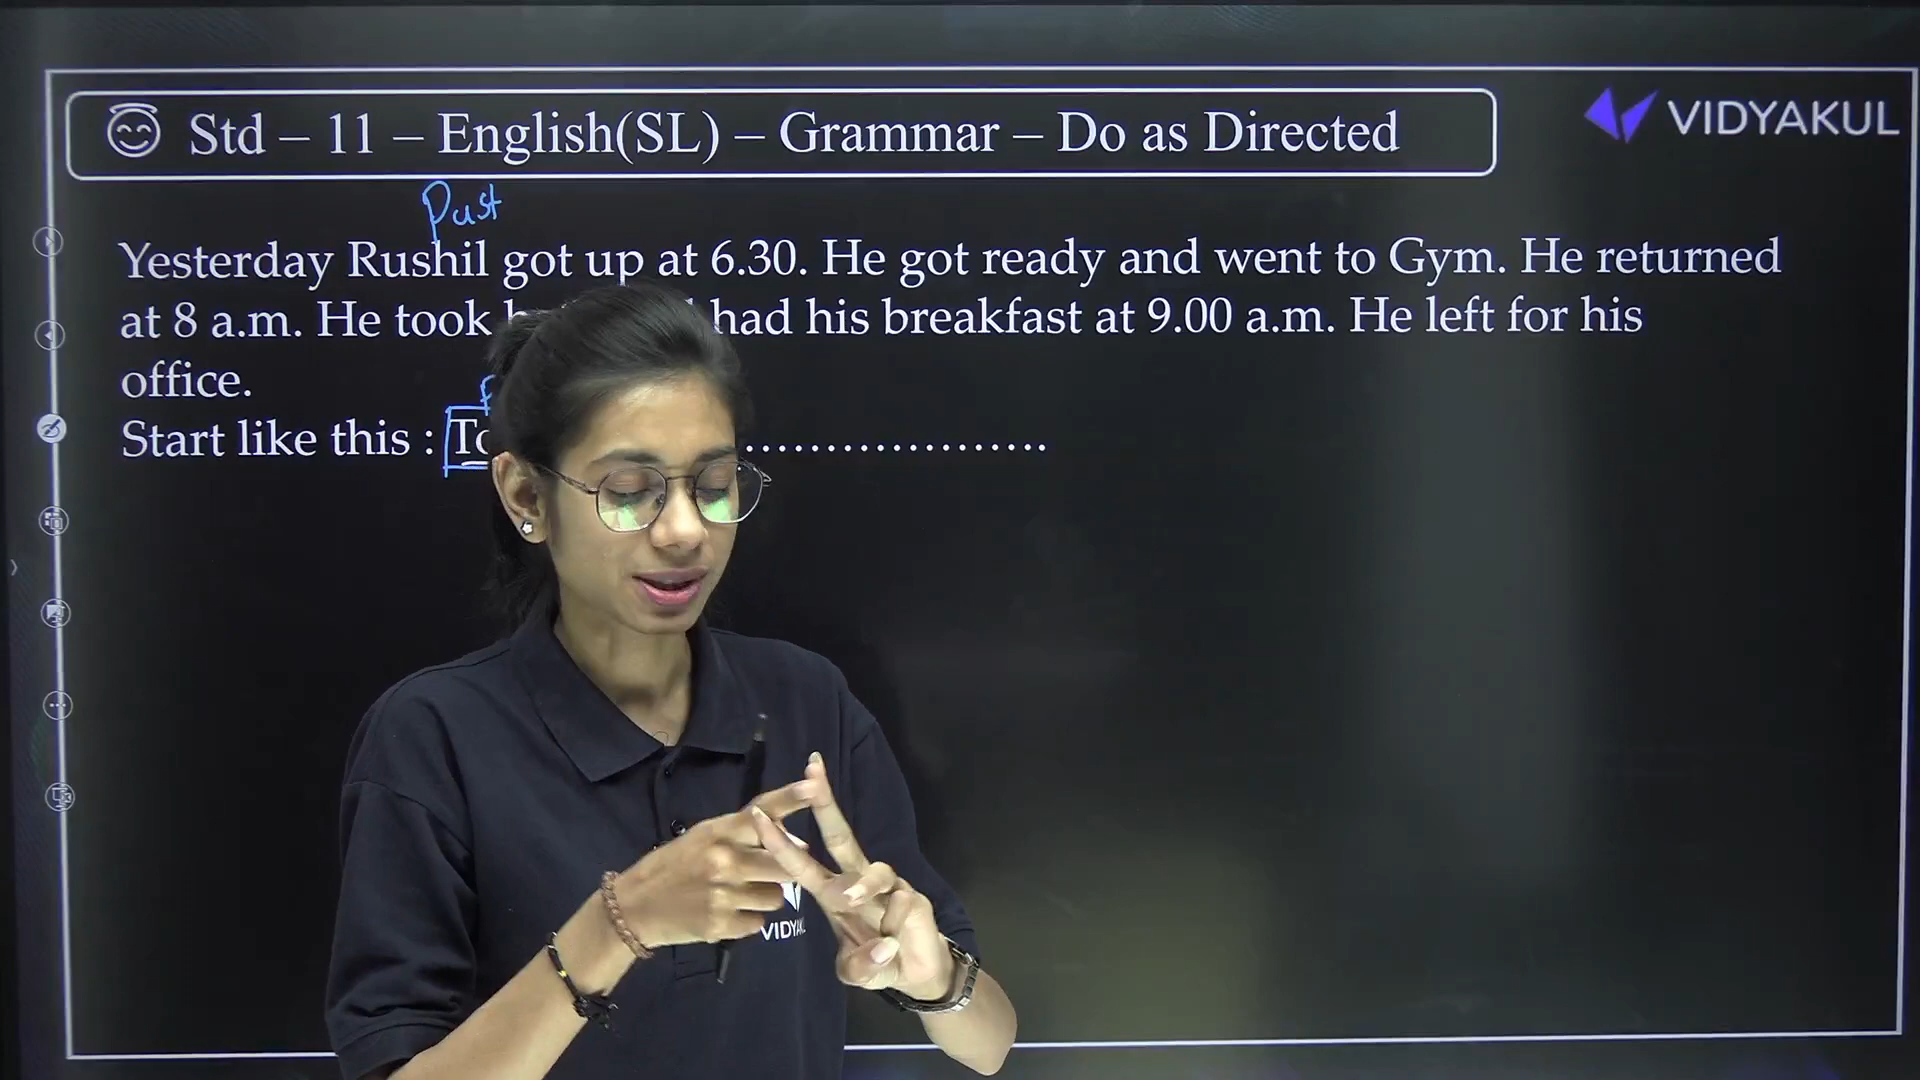 Std – 11 – English(SL) – Grammar – Do as Directed
VIDYAKUL
Past
Yesterday Rushil got up at 6.30. He got ready and went to Gym. He returned
at 8 a.m. He took had his breakfast at 9.00 a.m. He left for his
office.
Start like this : ...................